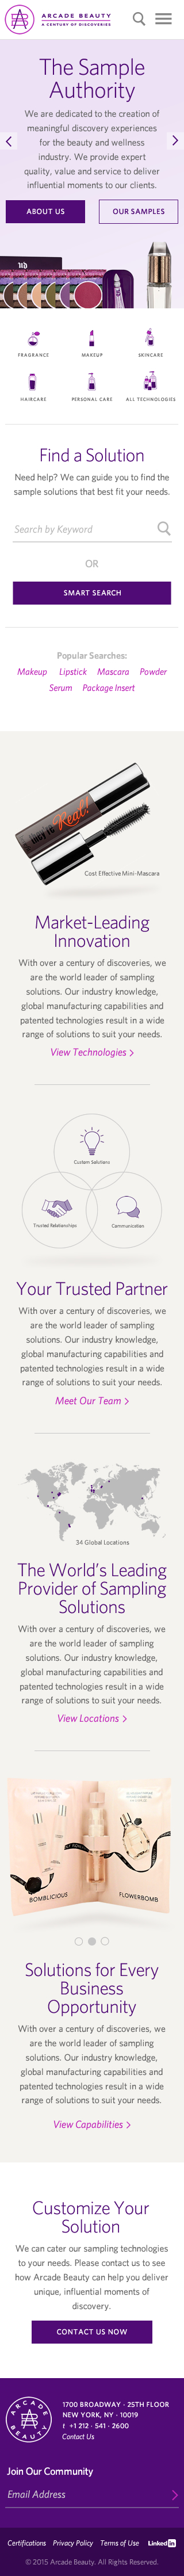 ARCADE BEAUTY
A CENTURY OF DISCOVERIES
The Sample
Authority
We are dedicated to the creation of
meaningful discovery experiences
for the beauty and wellness
industry. We provide expert
quality, value and service to deliver
influential moments to our clients.
ABOUT US
OUR SAMPLES
FRAGRANCE
MAKEUP
SKINCARE
HAIRCARE
PERSONAL CARE
ALL TECHNOLOGIES
Find a Solution
Need help? We can guide you to find the
sample solutions that best fit your needs.
Search by Keyword
OR
SMART SEARCH
Popular Searches:
Makeup Lipstick Mascara Powder
Serum Package Insert
Cost Effective Mini-Mascara
Market-Leading
Innovation
With over a century of discoveries, we
are the world leader of sampling
solutions. Our industry knowledge,
global manufacturing capabilities and
patented technologies result in a wide
range of solutions to suit your needs.
View Technologies
Custom Solutions
Trusted Relationships
Communication
Your Trusted Partner
With over a century of discoveries, we
are the world leader of sampling
solutions. Our industry knowledge,
global manufacturing capabilities and
patented technologies result in a wide
range of solutions to suit your needs.
Meet Our Team
34 Global Locations
The World's Leading
Provider of Sampling
Solutions
With over a century of discoveries, we
are the world leader of sampling
solutions. Our industry knowledge,
global manufacturing capabilities and
patented technologies result in a wide
range of solutions to suit your needs.
View Locations
BOMBLICIOUS
FLOWERBOMB
Solutions for Every
Business
Opportunity
With over a century of discoveries, we
are the world leader of sampling
solutions. Our industry knowledge,
global manufacturing capabilities and
patented technologies result in a wide
range of solutions to suit your needs.
View Capabilities
Customize Your
Solution
We can cater our sampling technologies
to your needs. Please contact us to see
how Arcade Beauty can help you deliver
unique, influential moments of
discovery.
CONTACT US NOW
ARCADE BEAUTY
1700 BROADWAY · 25TH FLOOR
NEW YORK, NY · 10019
t +1 212 · 541 · 2600
Contact Us
Join Our Community
Email Address
Certifications Privacy Policy Terms of Use LinkedIn
© 2015 Arcade Beauty. All Rights Reserved.